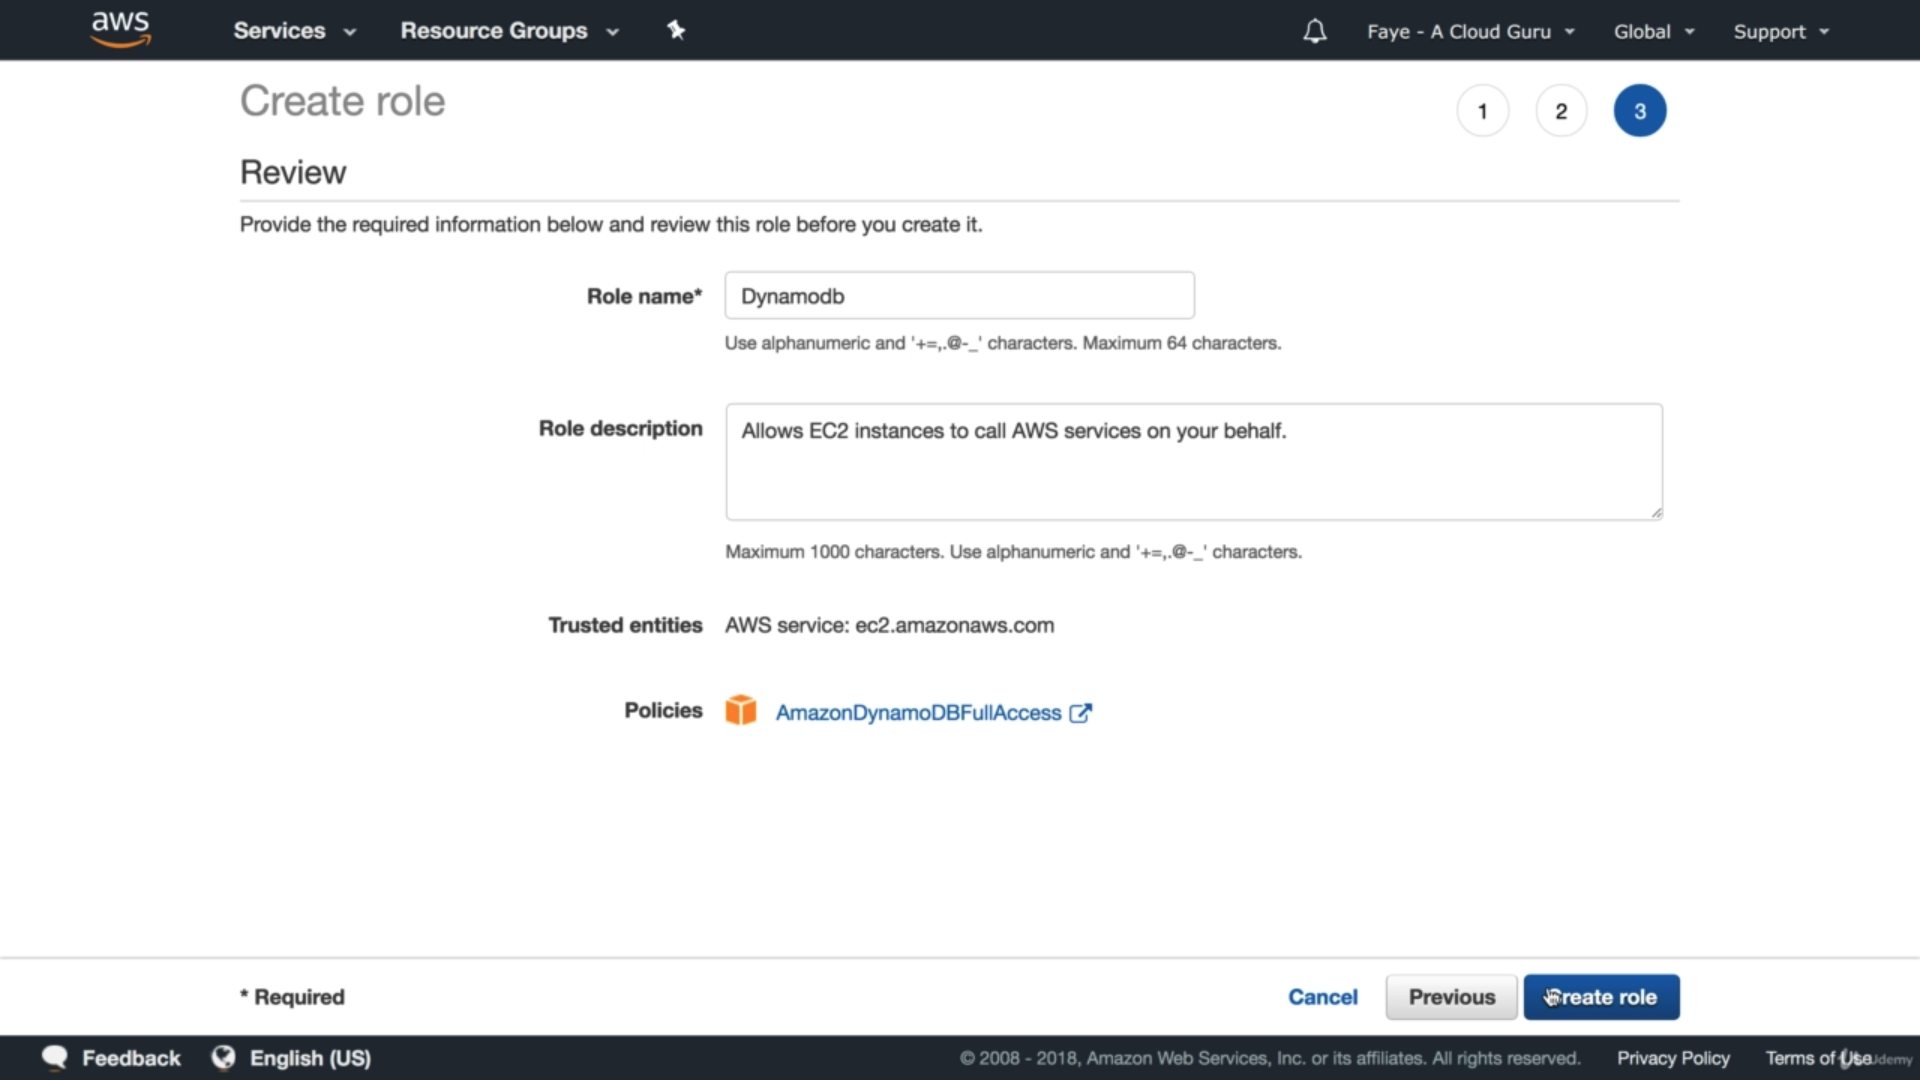 aws Services Resource Groups Faye - A Cloud Guru Global Support
Create role 1 2 3
Review
Provide the required information below and review this role before you create it.
Role name* Dynamodb
Use alphanumeric and '+=,.@-_' characters. Maximum 64 characters.
Role description Allows EC2 instances to call AWS services on your behalf.
Maximum 1000 characters. Use alphanumeric and '+=,.@-_' characters.
Trusted entities AWS service: ec2.amazonaws.com
Policies AmazonDynamoDBFullAccess
* Required Cancel Previous Create role
Feedback English (US) © 2008 - 2018, Amazon Web Services, Inc. or its affiliates. All rights reserved. Privacy Policy Terms of Use Udemy